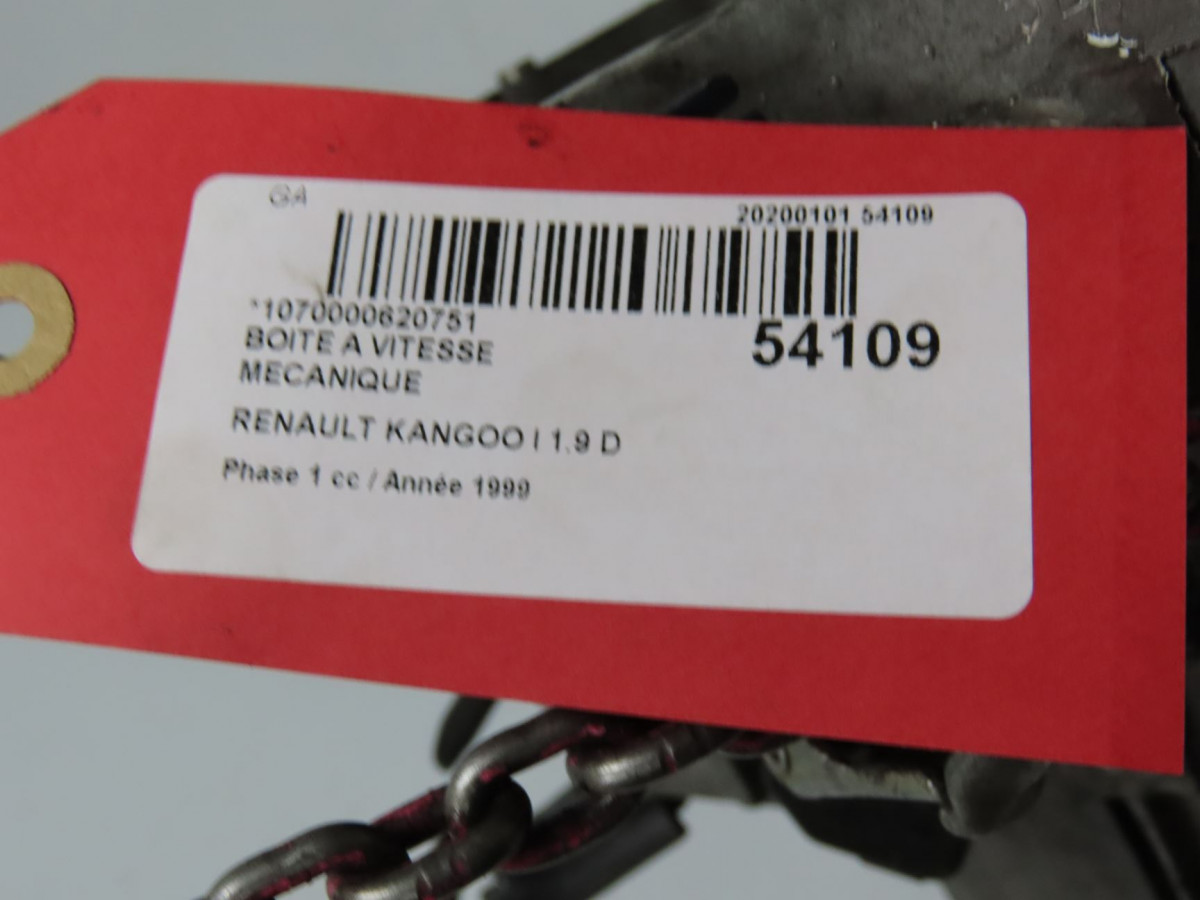 GA
20200101 54109
*1070000620751
54109
BOITE A VITESSE
MECANIQUE
RENAULT KANGOO I 1.9 D
Phase 1 cc / Année 1999